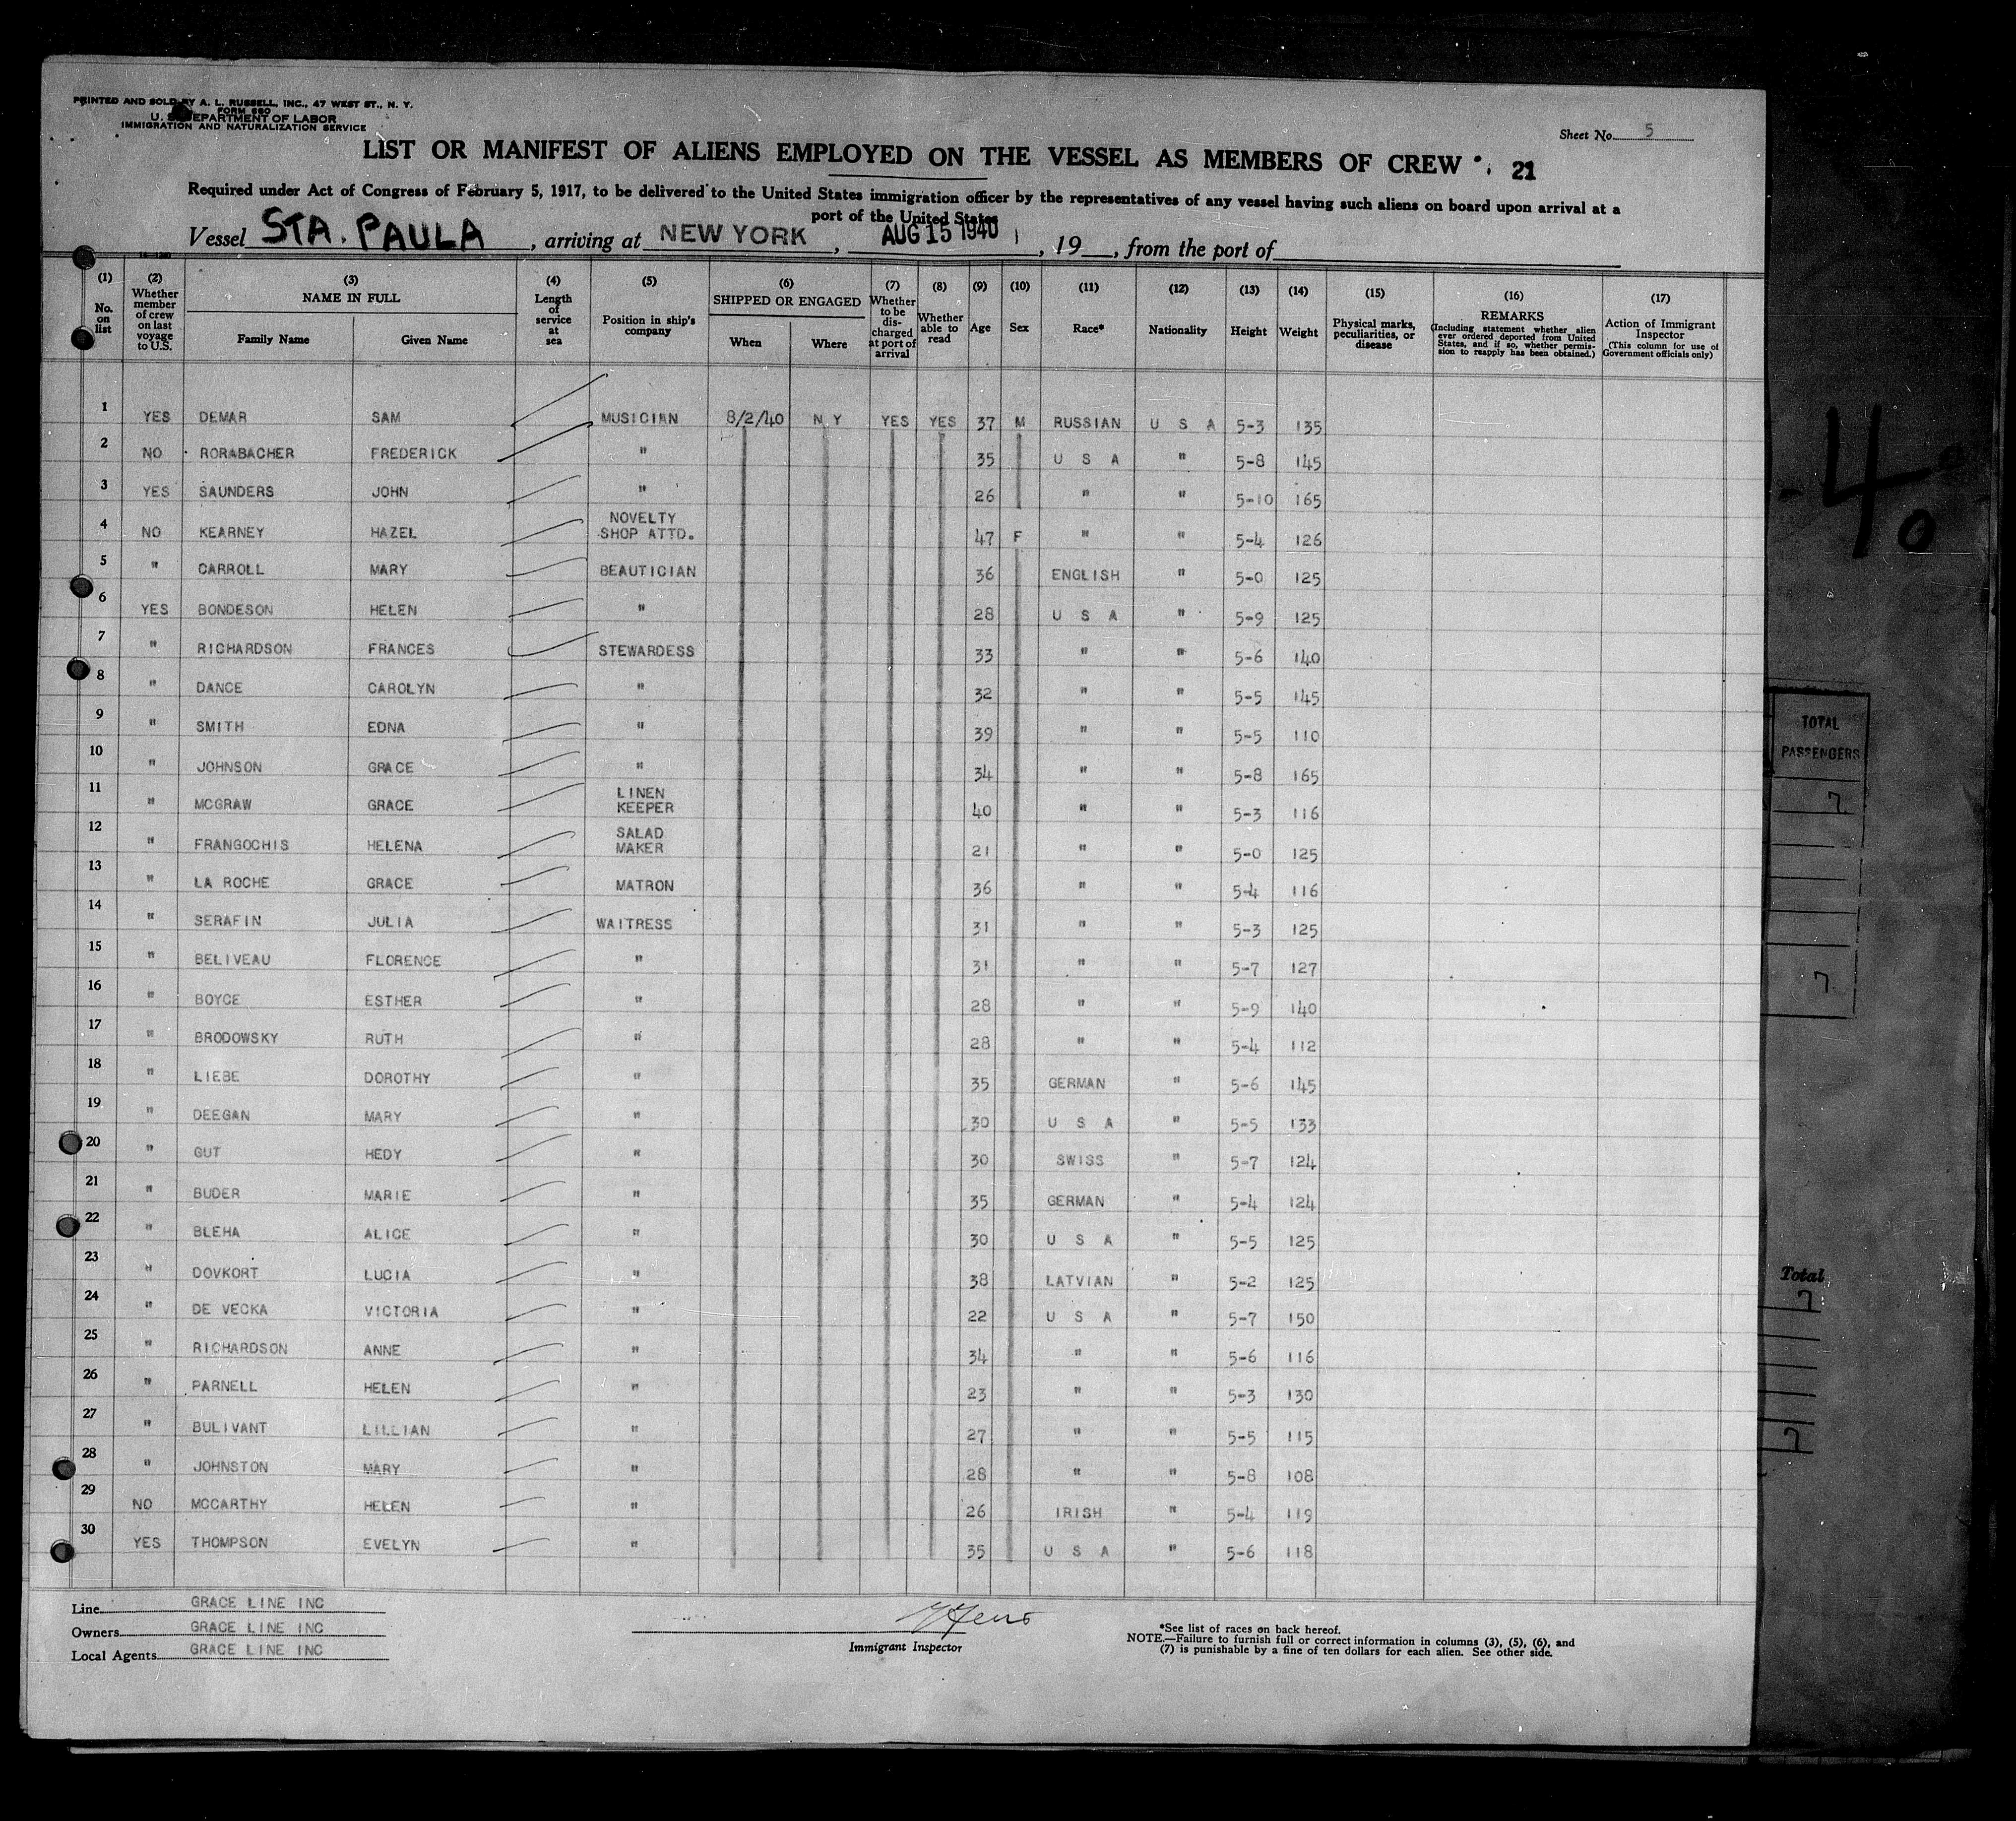 PRINTED AND SOLD BY A. L. RUSSELL, INC., 47 WEST ST., N. Y.
FORM 680
U. S. DEPARTMENT OF LABOR
IMMIGRATION AND NATURALIZATION SERVICE
Sheet No. 5
LIST OR MANIFEST OF ALIENS EMPLOYED ON THE VESSEL AS MEMBERS OF CREW 21
Required under Act of Congress of February 5, 1917, to be delivered to the United States immigration officer by the representatives of any vessel having such aliens on board upon arrival at a
port of the United States
Vessel STA. PAULA, arriving at NEW YORK, AUG 15 1940, 19__, from the port of
(1) No. on list
(2) Whether member of crew on last voyage to U.S.
(3) NAME IN FULL
Family Name Given Name
(4) Length of service at sea
(5) Position in ship's company
(6) SHIPPED OR ENGAGED
When Where
(7) Whether to be discharged at port of arrival
(8) Whether able to read
(9) Age
(10) Sex
(11) Race*
(12) Nationality
(13) Height
(14) Weight
(15) Physical marks, peculiarities, or disease
(16) REMARKS (Including statement whether alien ever ordered deported from United States, and if so, whether permission to reapply has been obtained.)
(17) Action of Immigrant Inspector (This column for use of Government officials only)
1 YES DEMAR SAM MUSICIAN 8/2/40 N Y YES YES 37 M RUSSIAN U S A 5-3 135
2 NO RORABACHER FREDERICK " 35 U S A " 5-8 145
3 YES SAUNDERS JOHN " 26 " " 5-10 165
4 NO KEARNEY HAZEL NOVELTY SHOP ATTD. 47 F " " 5-4 126
5 " CARROLL MARY BEAUTICIAN 36 ENGLISH " 5-0 125
6 YES BONDESON HELEN " 28 U S A " 5-9 125
7 " RICHARDSON FRANCES STEWARDESS 33 " " 5-6 140
8 " DANCE CAROLYN " 32 " " 5-5 145
9 " SMITH EDNA " 39 " " 5-5 110
10 " JOHNSON GRACE " 34 " " 5-8 165
11 " MCGRAW GRACE LINEN KEEPER 40 " " 5-3 116
12 " FRANGOCHIS HELENA SALAD MAKER 21 " " 5-0 125
13 " LA ROCHE GRACE MATRON 36 " " 5-4 116
14 " SERAFIN JULIA WAITRESS 31 " " 5-3 125
15 " BELIVEAU FLORENCE " 31 " " 5-7 127
16 " BOYCE ESTHER " 28 " " 5-9 140
17 " BRODOWSKY RUTH " 28 " " 5-4 112
18 " LIEBE DOROTHY " 35 GERMAN " 5-6 145
19 " DEEGAN MARY " 30 U S A " 5-5 133
20 " GUT HEDY " 30 SWISS " 5-7 124
21 " BUDER MARIE " 35 GERMAN " 5-4 124
22 " BLEHA ALICE " 30 U S A " 5-5 125
23 " DOVKORT LUCIA " 38 LATVIAN " 5-2 125
24 " DE VECKA VICTORIA " 22 U S A " 5-7 150
25 " RICHARDSON ANNE " 34 " " 5-6 116
26 " PARNELL HELEN " 23 " " 5-3 130
27 " BULIVANT LILLIAN " 27 " " 5-5 115
28 " JOHNSTON MARY " 28 " " 5-8 108
29 NO MCCARTHY HELEN " 26 IRISH " 5-4 119
30 YES THOMPSON EVELYN " 35 U S A " 5-6 118
Line GRACE LINE INC
Owners GRACE LINE INC
Local Agents GRACE LINE INC
Immigrant Inspector
*See list of races on back hereof.
NOTE.—Failure to furnish full or correct information in columns (3), (5), (6), and
(7) is punishable by a fine of ten dollars for each alien. See other side.
-40
TOTAL
PASSENGERS
7
7
Total
7
7